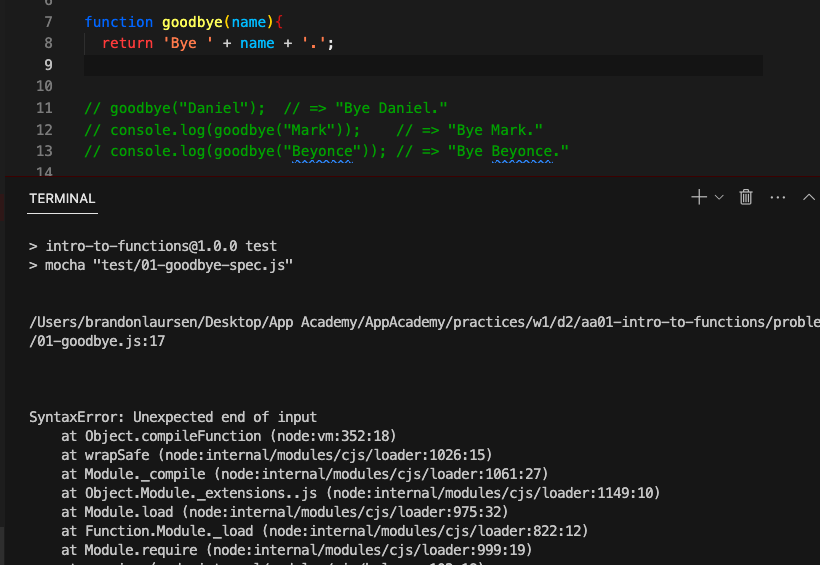 6
7 function goodbye(name){
8 return 'Bye ' + name + '.';
9
10
11 // goodbye("Daniel"); // => "Bye Daniel."
12 // console.log(goodbye("Mark")); // => "Bye Mark."
13 // console.log(goodbye("Beyonce")); // => "Bye Beyonce."
14
TERMINAL
> intro-to-functions@1.0.0 test
> mocha "test/01-goodbye-spec.js"
/Users/brandonlaursen/Desktop/App Academy/AppAcademy/practices/w1/d2/aa01-intro-to-functions/proble
/01-goodbye.js:17
SyntaxError: Unexpected end of input
at Object.compileFunction (node:vm:352:18)
at wrapSafe (node:internal/modules/cjs/loader:1026:15)
at Module._compile (node:internal/modules/cjs/loader:1061:27)
at Object.Module._extensions..js (node:internal/modules/cjs/loader:1149:10)
at Module.load (node:internal/modules/cjs/loader:975:32)
at Function.Module._load (node:internal/modules/cjs/loader:822:12)
at Module.require (node:internal/modules/cjs/loader:999:19)